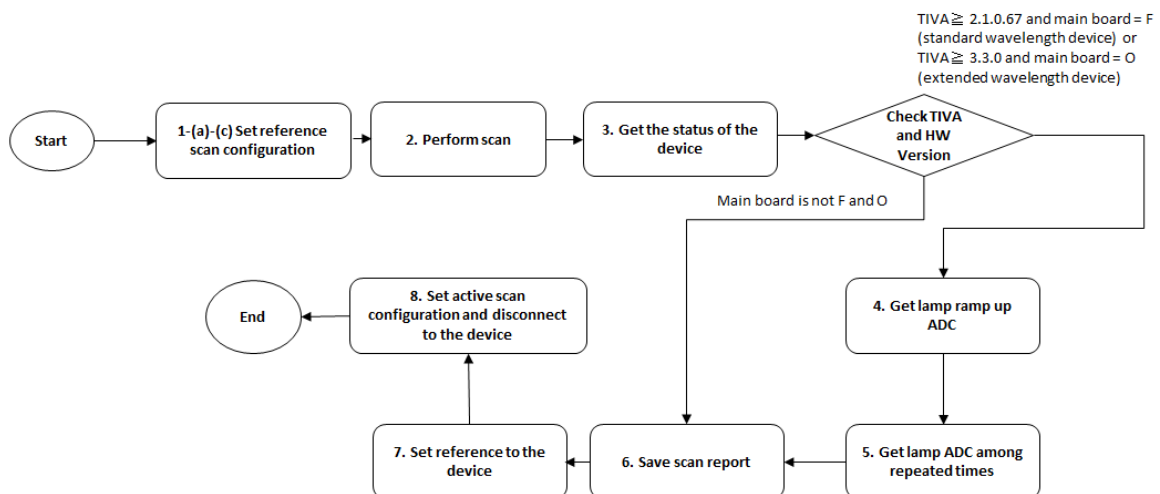 TIVA≧ 2.1.0.67 and main board = F
(standard wavelength device) or
TIVA≧ 3.3.0 and main board = O
(extended wavelength device)
Start
1-(a)-(c) Set reference
scan configuration
2. Perform scan
3. Get the status of the
device
Check TIVA
and HW
Version
Main board is not F and O
4. Get lamp ramp up
ADC
5. Get lamp ADC among
repeated times
6. Save scan report
7. Set reference to the
device
8. Set active scan
configuration and disconnect
to the device
End